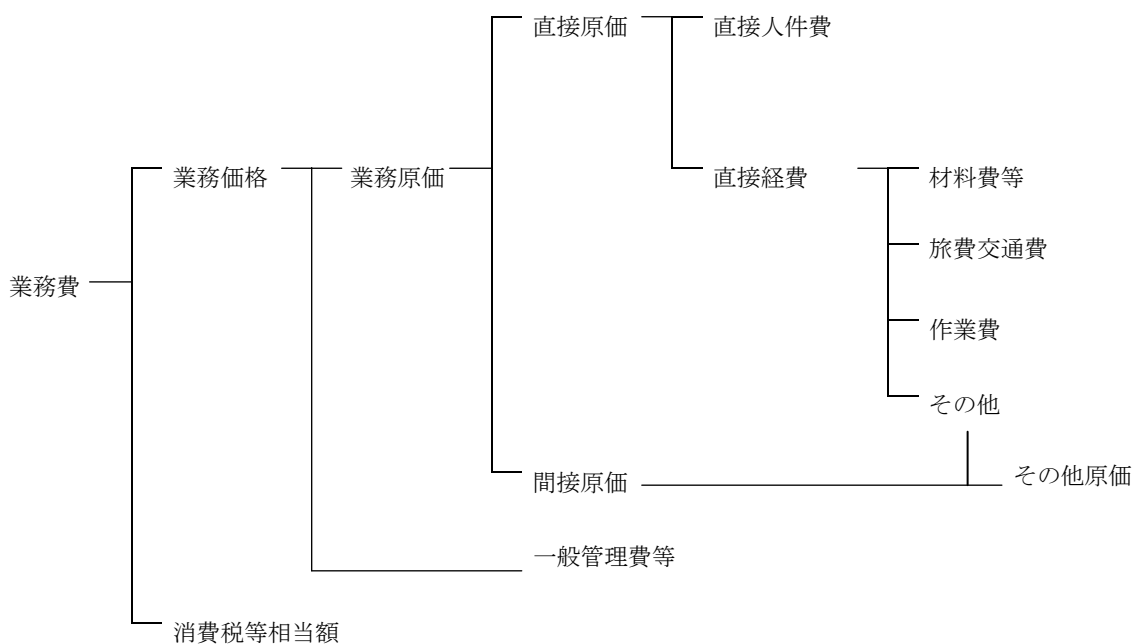 直接原価
直接人件費
業務価格
業務原価
直接経費
材料費等
旅費交通費
業務費
作業費
その他
間接原価
その他原価
一般管理費等
消費税等相当額